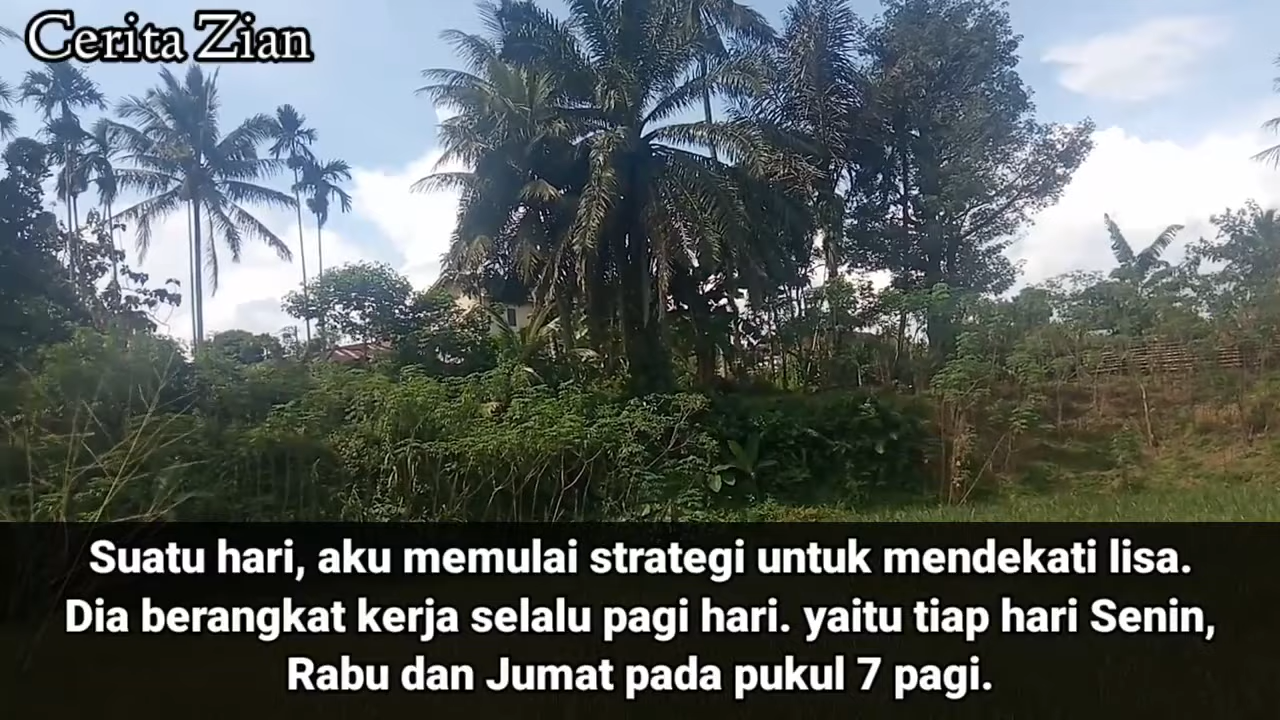 Cerita Zian
Suatu hari, aku memulai strategi untuk mendekati lisa.
Dia berangkat kerja selalu pagi hari. yaitu tiap hari Senin,
Rabu dan Jumat pada pukul 7 pagi.